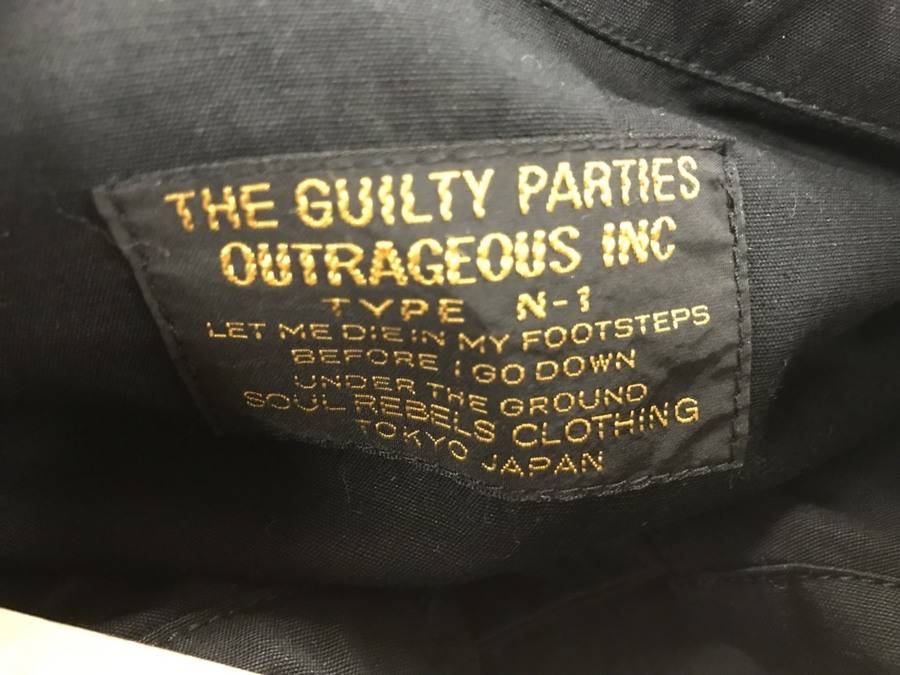 THE GUILTY PARTIES
OUTRAGEOUS INC
TYPE N-1
LET ME DIE IN MY FOOTSTEPS
BEFORE I GO DOWN
UNDER THE GROUND
SOUL REBELS CLOTHING
TOKYO JAPAN